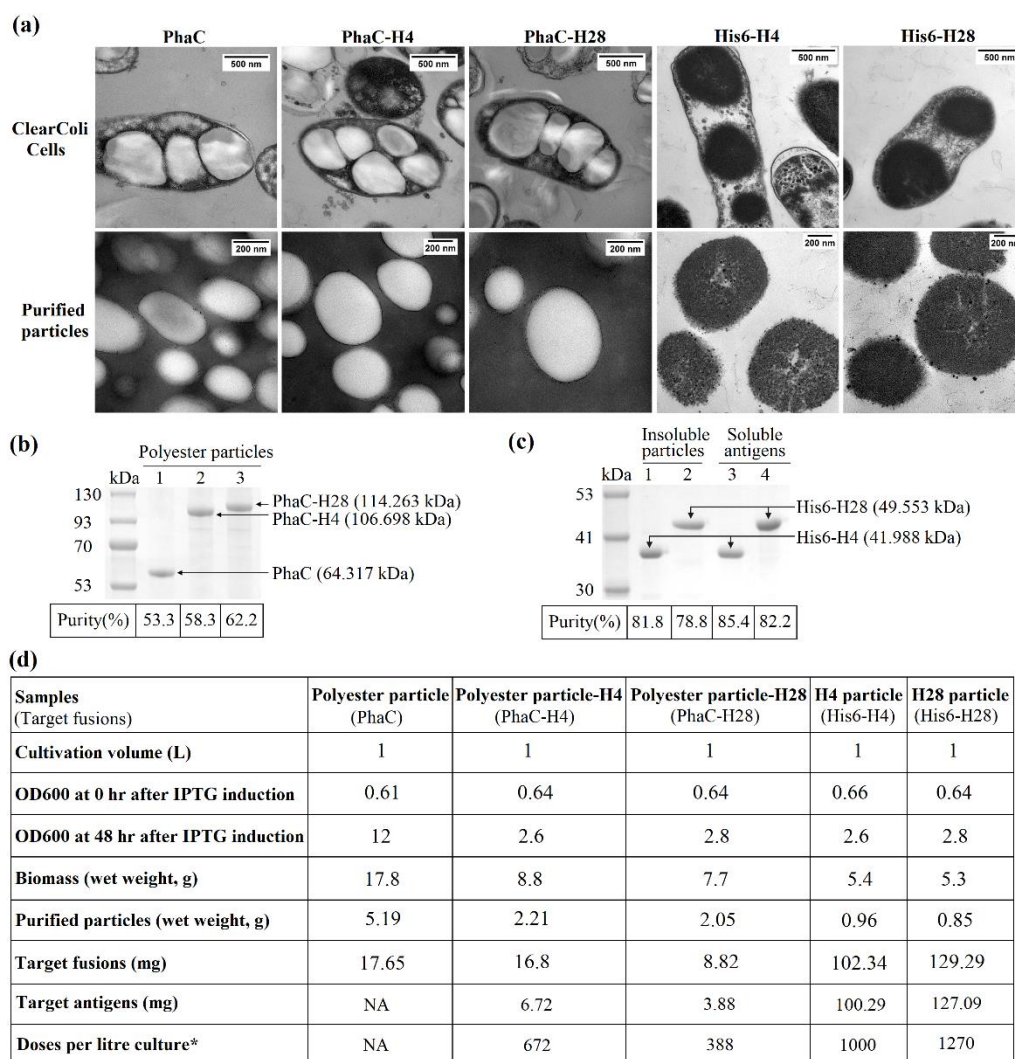 (a)
PhaC PhaC-H4 PhaC-H28 His6-H4 His6-H28
500 nm 500 nm 500 nm 500 nm 500 nm
ClearColi
Cells
200 nm 200 nm 200 nm 200 nm 200 nm
Purified
particles
(b)
Polyester particles
kDa 1 2 3
130
93
70
53
PhaC-H28 (114.263 kDa)
PhaC-H4 (106.698 kDa)
PhaC (64.317 kDa)
Purity(%) 53.3 58.3 62.2
(c)
Insoluble Soluble
particles antigens
kDa 1 2 3 4
53
41
30
His6-H28 (49.553 kDa)
His6-H4 (41.988 kDa)
Purity(%) 81.8 78.8 85.4 82.2
(d)
Samples Polyester particle Polyester particle-H4 Polyester particle-H28 H4 particle H28 particle
(Target fusions) (PhaC) (PhaC-H4) (PhaC-H28) (His6-H4) (His6-H28)
Cultivation volume (L) 1 1 1 1 1
OD600 at 0 hr after IPTG induction 0.61 0.64 0.64 0.66 0.64
OD600 at 48 hr after IPTG induction 12 2.6 2.8 2.6 2.8
Biomass (wet weight, g) 17.8 8.8 7.7 5.4 5.3
Purified particles (wet weight, g) 5.19 2.21 2.05 0.96 0.85
Target fusions (mg) 17.65 16.8 8.82 102.34 129.29
Target antigens (mg) NA 6.72 3.88 100.29 127.09
Doses per litre culture* NA 672 388 1000 1270